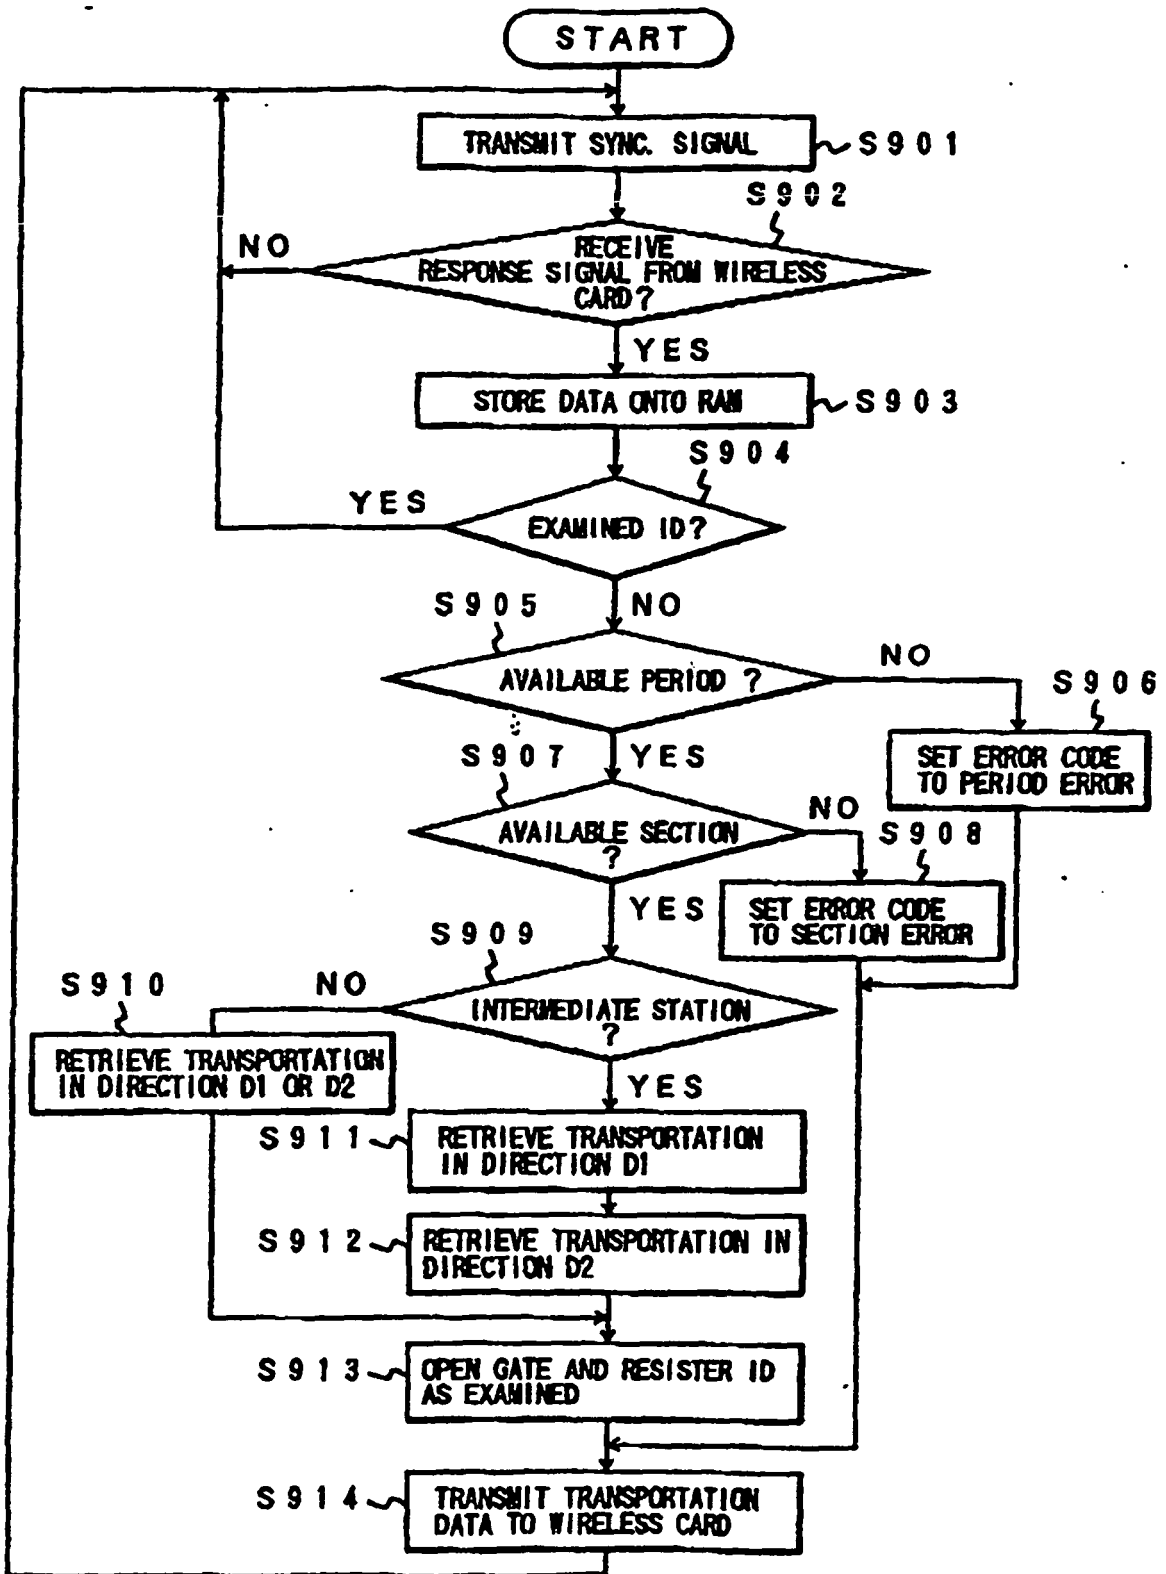 START
TRANSMIT SYNC. SIGNAL
S901
S902
NO
RECEIVE
RESPONSE SIGNAL FROM WIRELESS
CARD?
YES
STORE DATA ONTO RAM
S903
S904
YES
EXAMINED ID?
NO
S905
AVAILABLE PERIOD ?
NO
S906
SET ERROR CODE
TO PERIOD ERROR
YES
S907
AVAILABLE SECTION
?
NO
S908
SET ERROR CODE
TO SECTION ERROR
YES
S909
INTERMEDIATE STATION
?
NO
S910
RETRIEVE TRANSPORTATION
IN DIRECTION D1 OR D2
YES
S911
RETRIEVE TRANSPORTATION
IN DIRECTION D1
S912
RETRIEVE TRANSPORTATION IN
DIRECTION D2
S913
OPEN GATE AND RESISTER ID
AS EXAMINED
S914
TRANSMIT TRANSPORTATION
DATA TO WIRELESS CARD